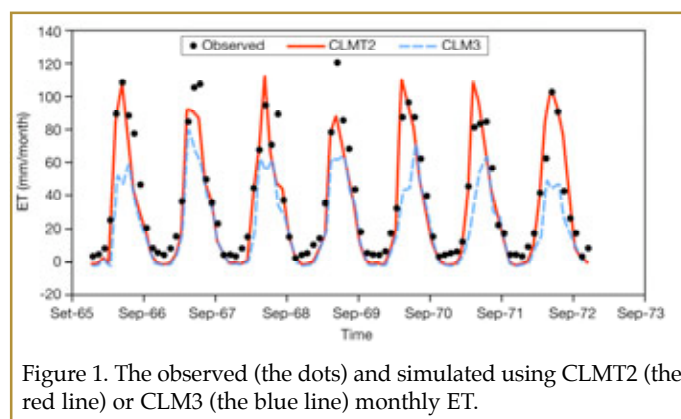 140
120
100
80
60
40
20
0
-20
ET (mm/month)
Observed CLMT2 CLM3
Set-65 Sep-66 Sep-67 Sep-68 Sep-69 Sep-70 Sep-71 Sep-72 Sep-73
Time
Figure 1. The observed (the dots) and simulated using CLMT2 (the
red line) or CLM3 (the blue line) monthly ET.